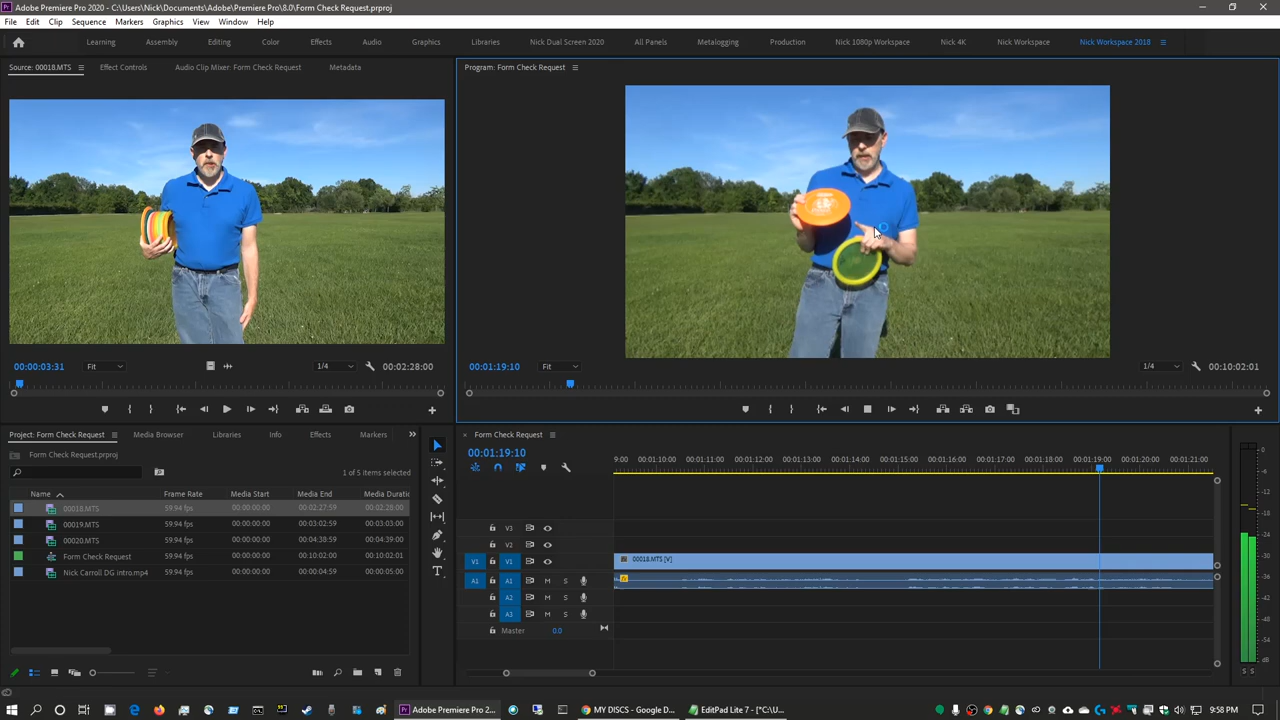 Adobe Premiere Pro 2020 - C:\Users\Nick\Documents\Adobe\Premiere Pro\8.0\Form Check Request.prproj
File Edit Clip Sequence Markers Graphics View Window Help
Learning Assembly Editing Color Effects Audio Graphics Libraries Nick Dual Screen 2020 All Panels Metalogging Production Nick 1080p Workspace Nick 4K Nick Workspace Nick Workspace 2018
Source: 00018.MTS Effect Controls Audio Clip Mixer: Form Check Request Metadata
Program: Form Check Request
00:00:03:31 Fit 1/4 00:02:28:00
00:01:19:10 Fit 1/4 00:10:02:01
Project: Form Check Request Media Browser Libraries Info Effects Markers
Form Check Request.prproj
1 of 5 items selected
Name Frame Rate Media Start Media End Media Duratio
00018.MTS 59.94 fps 00:00:00:00 00:02:27:59 00:02:28:00
00019.MTS 59.94 fps 00:00:00:00 00:03:02:59 00:03:03:00
00020.MTS 59.94 fps 00:00:00:00 00:04:38:59 00:04:39:00
Form Check Request 59.94 fps 00:00:00:00 00:10:02:00 00:10:02:01
Nick Carroll DG intro.mp4 59.94 fps 00:00:00:00 00:00:04:59 00:00:05:00
Form Check Request
00:01:19:10
9:00 00:01:10:00 00:01:11:00 00:01:12:00 00:01:13:00 00:01:14:00 00:01:15:00 00:01:16:00 00:01:17:00 00:01:18:00 00:01:19:00 00:01:20:00 00:01:21:00
V3
V2
V1 V1 00018.MTS [V]
A1 A1 M S
A2 M S
A3 M S
Master 0.0
0
-6
-12
-18
-24
-30
-36
-42
-48
-54
dB
S S
Adobe Premiere Pro 2... MY DISCS - Google D... EditPad Lite 7 - [*C:\U... 9:58 PM